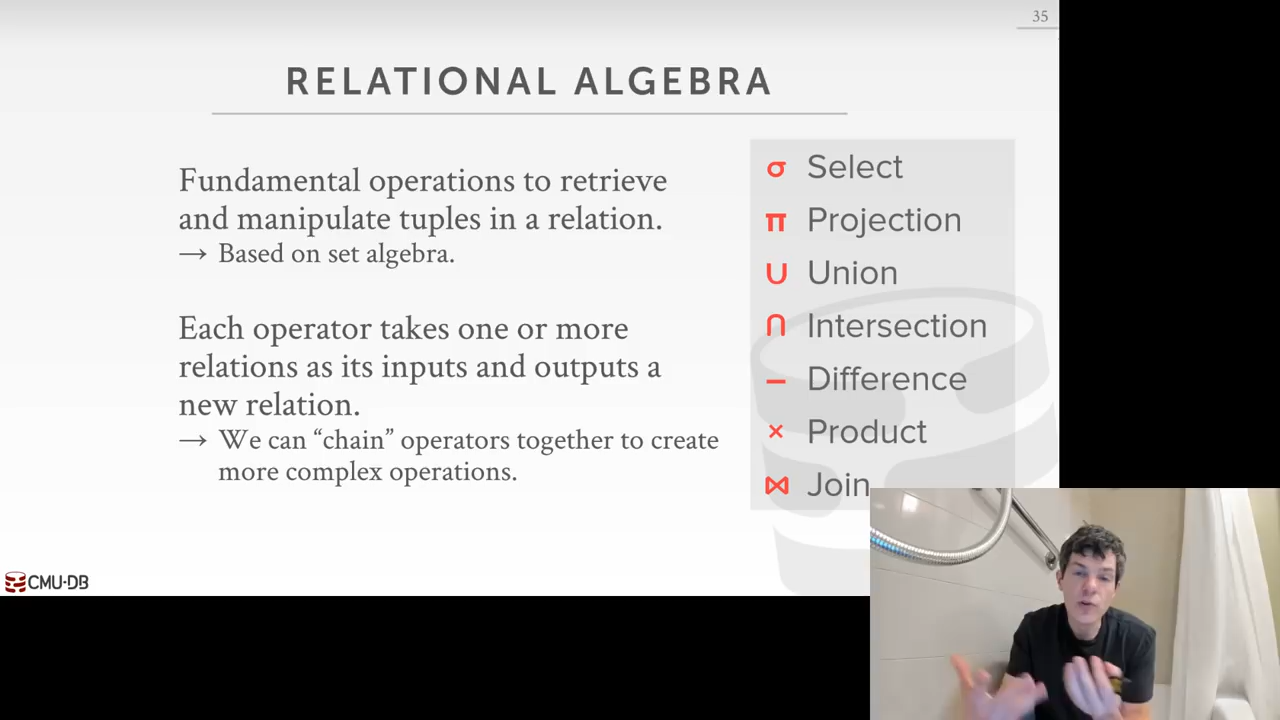 35
RELATIONAL ALGEBRA
Fundamental operations to retrieve
and manipulate tuples in a relation.
→ Based on set algebra.
Each operator takes one or more
relations as its inputs and outputs a
new relation.
→ We can “chain” operators together to create
more complex operations.
σ Select
π Projection
∪ Union
∩ Intersection
– Difference
× Product
⋈ Join
CMU·DB